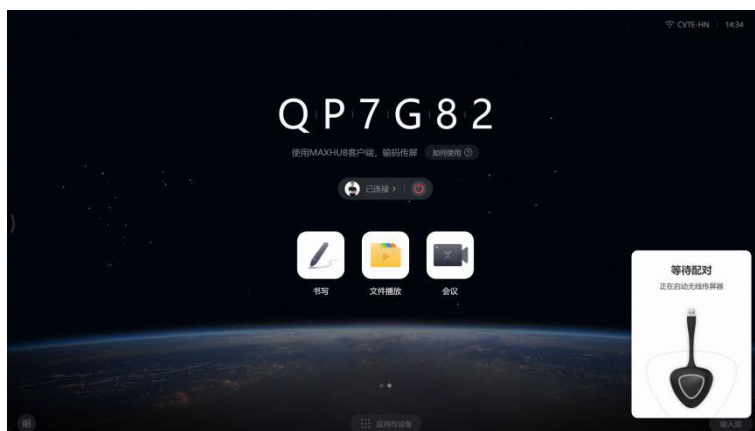 CVTE-HN 14:34
QP7G82
使用MAXHUB客户端，输码传屏 如何使用
已连接
书写 文件播放 会议
等待配对
正在启动无线传屏器
应用与设备
输入源